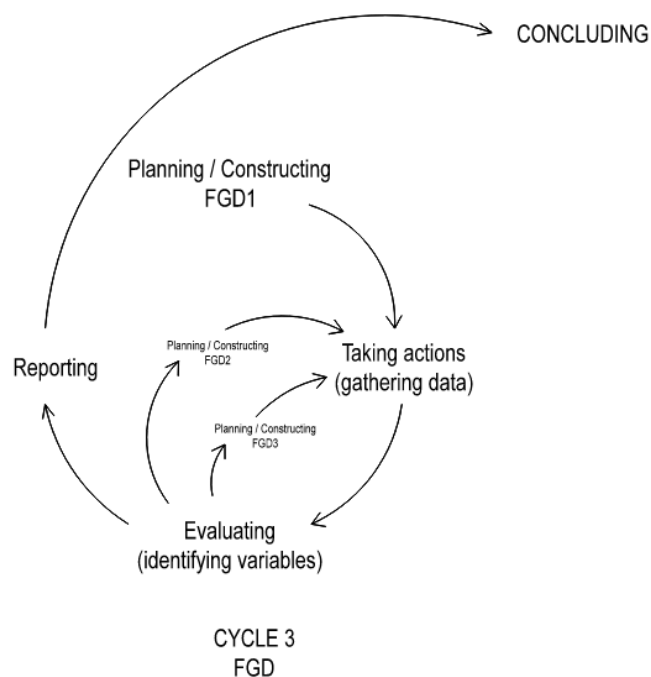 CONCLUDING
Planning / Constructing
FGD1
Planning / Constructing
FGD2
Taking actions
(gathering data)
Reporting
Planning / Constructing
FGD3
Evaluating
(identifying variables)
CYCLE 3
FGD